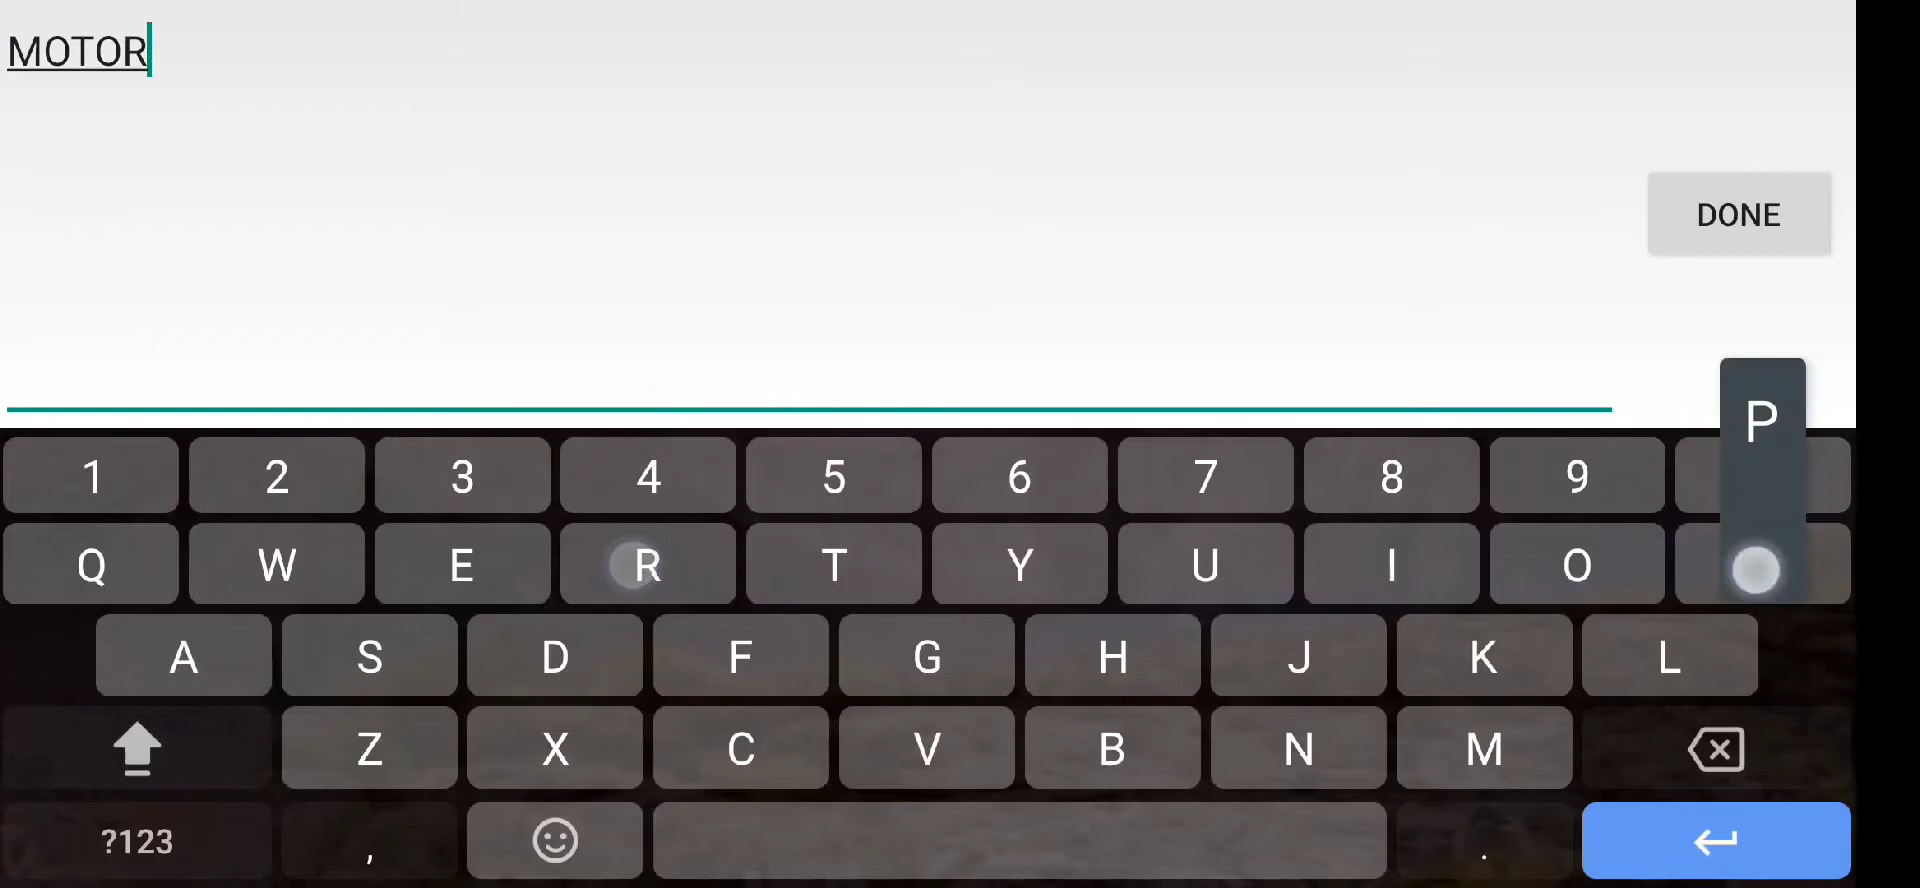 MOTOR
DONE
P
1 2 3 4 5 6 7 8 9
Q W E R T Y U I O
A S D F G H J K L
Z X C V B N M
?123 , .